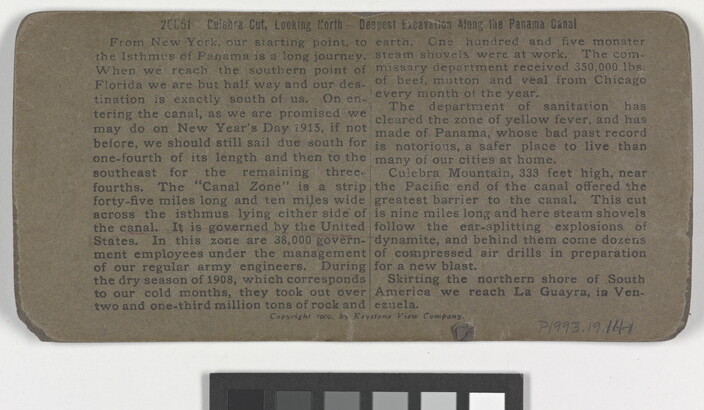 20651 Culebra Cut, Looking North — Deepest Excavation Along the Panama Canal
From New York, our starting point, to
the Isthmus of Panama is a long journey.
When we reach the southern point of
Florida we are but half way and our des-
tination is exactly south of us. On en-
tering the canal, as we are promised we
may do on New Year's Day 1915, if not
before, we should still sail due south for
one-fourth of its length and then to the
southeast for the remaining three-
fourths. The "Canal Zone" is a strip
forty-five miles long and ten miles wide
across the isthmus lying either side of
the canal. It is governed by the United
States. In this zone are 38,000 govern-
ment employees under the management
of our regular army engineers. During
the dry season of 1908, which corresponds
to our cold months, they took out over
two and one-third million tons of rock and
earth. One hundred and five monster
steam shovels were at work. The com-
missary department received 350,000 lbs.
of beef, mutton and veal from Chicago
every month of the year.
The department of sanitation has
cleared the zone of yellow fever, and has
made of Panama, whose bad past record
is notorious, a safer place to live than
many of our cities at home.
Culebra Mountain, 333 feet high, near
the Pacific end of the canal offered the
greatest barrier to the canal. This cut
is nine miles long and here steam shovels
follow the ear-splitting explosions of
dynamite, and behind them come dozens
of compressed air drills in preparation
for a new blast.
Skirting the northern shore of South
America we reach La Guayra, in Ven-
ezuela.
Copyright by Keystone View Company.
P1993.19.141